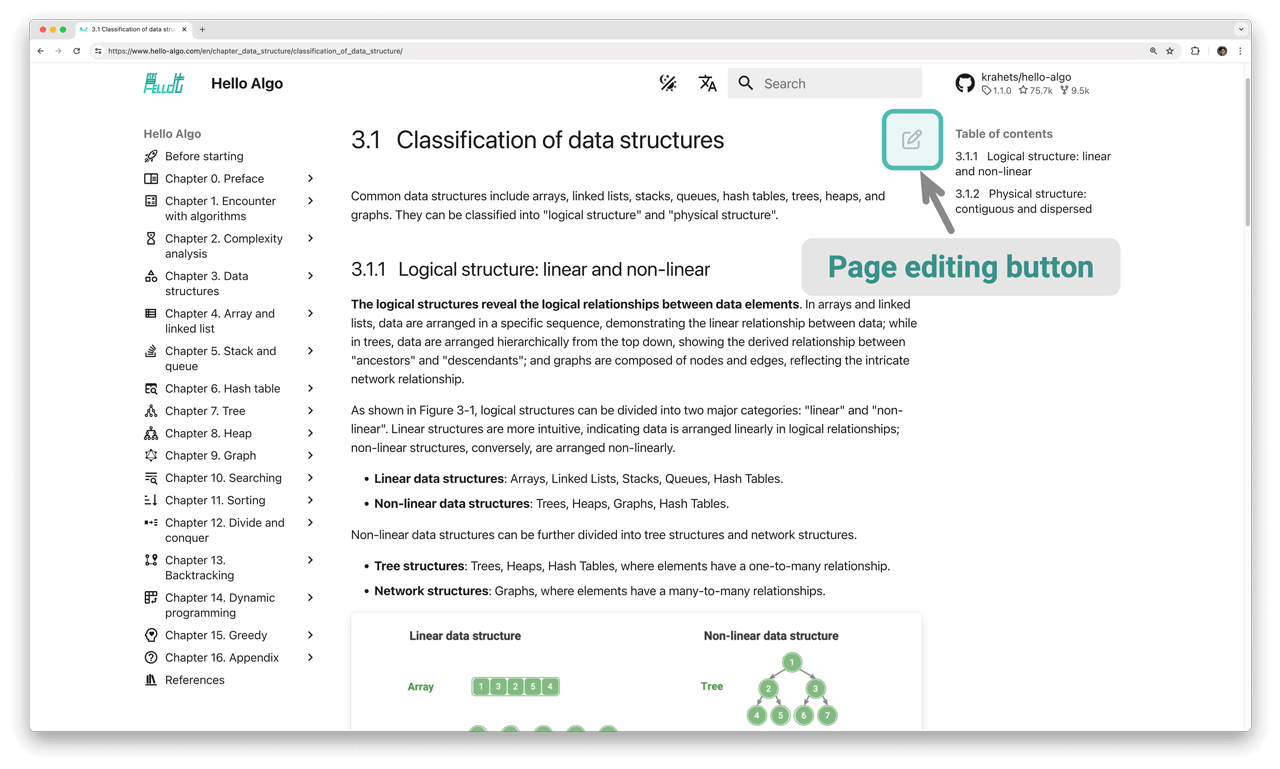 3.1 Classification of data stru
https://www.hello-algo.com/en/chapter_data_structure/classification_of_data_structure/
HELLO
Hello Algo
Search
krahets/hello-algo
1.1.0 75.7k 9.5k
Hello Algo
Before starting
Chapter 0. Preface
Chapter 1. Encounter
with algorithms
Chapter 2. Complexity
analysis
Chapter 3. Data
structures
Chapter 4. Array and
linked list
Chapter 5. Stack and
queue
Chapter 6. Hash table
Chapter 7. Tree
Chapter 8. Heap
Chapter 9. Graph
Chapter 10. Searching
Chapter 11. Sorting
Chapter 12. Divide and
conquer
Chapter 13.
Backtracking
Chapter 14. Dynamic
programming
Chapter 15. Greedy
Chapter 16. Appendix
References
3.1 Classification of data structures
Common data structures include arrays, linked lists, stacks, queues, hash tables, trees, heaps, and
graphs. They can be classified into "logical structure" and "physical structure".
3.1.1 Logical structure: linear and non-linear
The logical structures reveal the logical relationships between data elements. In arrays and linked
lists, data are arranged in a specific sequence, demonstrating the linear relationship between data; while
in trees, data are arranged hierarchically from the top down, showing the derived relationship between
"ancestors" and "descendants"; and graphs are composed of nodes and edges, reflecting the intricate
network relationship.
As shown in Figure 3-1, logical structures can be divided into two major categories: "linear" and "non-
linear". Linear structures are more intuitive, indicating data is arranged linearly in logical relationships;
non-linear structures, conversely, are arranged non-linearly.
• Linear data structures: Arrays, Linked Lists, Stacks, Queues, Hash Tables.
• Non-linear data structures: Trees, Heaps, Graphs, Hash Tables.
Non-linear data structures can be further divided into tree structures and network structures.
• Tree structures: Trees, Heaps, Hash Tables, where elements have a one-to-many relationship.
• Network structures: Graphs, where elements have a many-to-many relationships.
Linear data structure
Array
1 3 2 5 4
Non-linear data structure
Tree
1
2 3
4 5 6 7
Table of contents
3.1.1 Logical structure: linear
and non-linear
3.1.2 Physical structure:
contiguous and dispersed
Page editing button